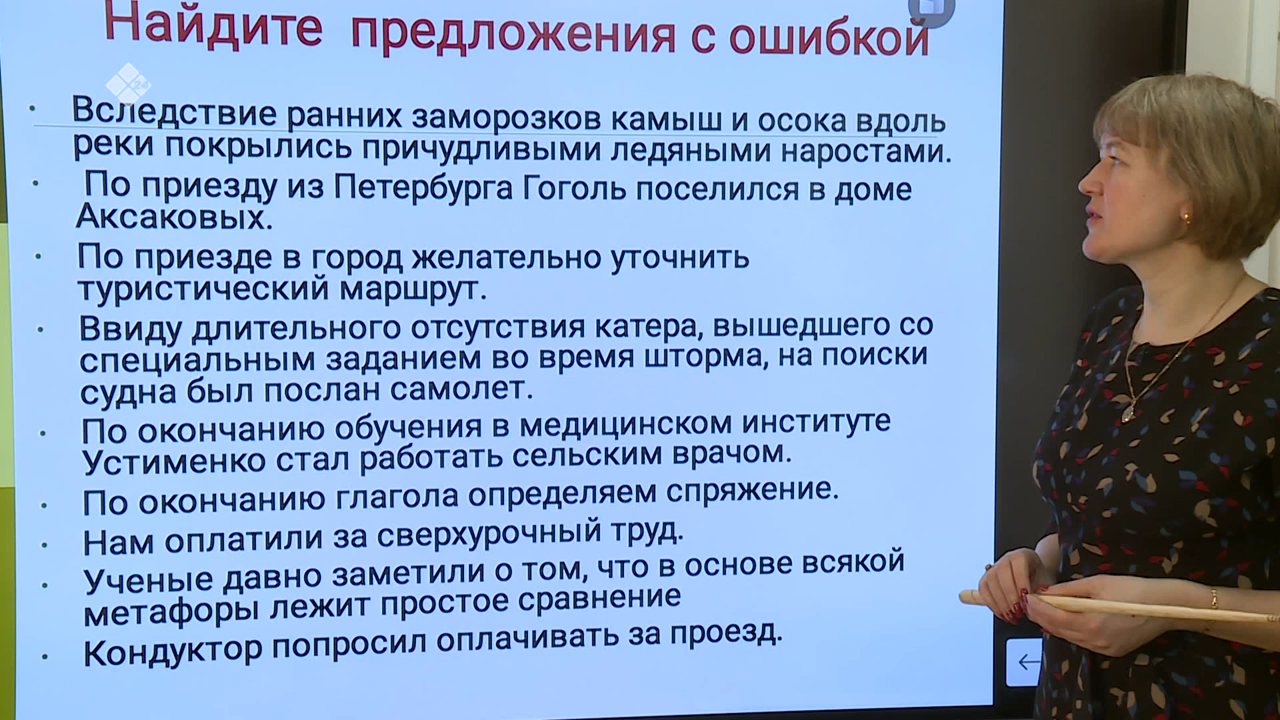 Найдите предложения с ошибкой
• Вследствие ранних заморозков камыш и осока вдоль
реки покрылись причудливыми ледяными наростами.
• По приезду из Петербурга Гоголь поселился в доме
Аксаковых.
• По приезде в город желательно уточнить
туристический маршрут.
• Ввиду длительного отсутствия катера, вышедшего со
специальным заданием во время шторма, на поиски
судна был послан самолет.
• По окончанию обучения в медицинском институте
Устименко стал работать сельским врачом.
• По окончанию глагола определяем спряжение.
• Нам оплатили за сверхурочный труд.
• Ученые давно заметили о том, что в основе всякой
метафоры лежит простое сравнение
• Кондуктор попросил оплачивать за проезд.